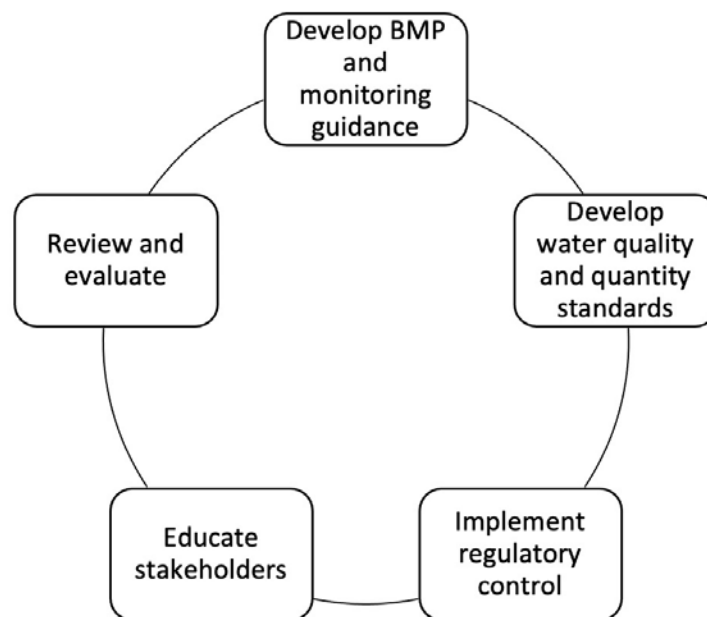 Develop BMP
and
monitoring
guidance
Develop
water quality
and quantity
standards
Implement
regulatory
control
Educate
stakeholders
Review and
evaluate